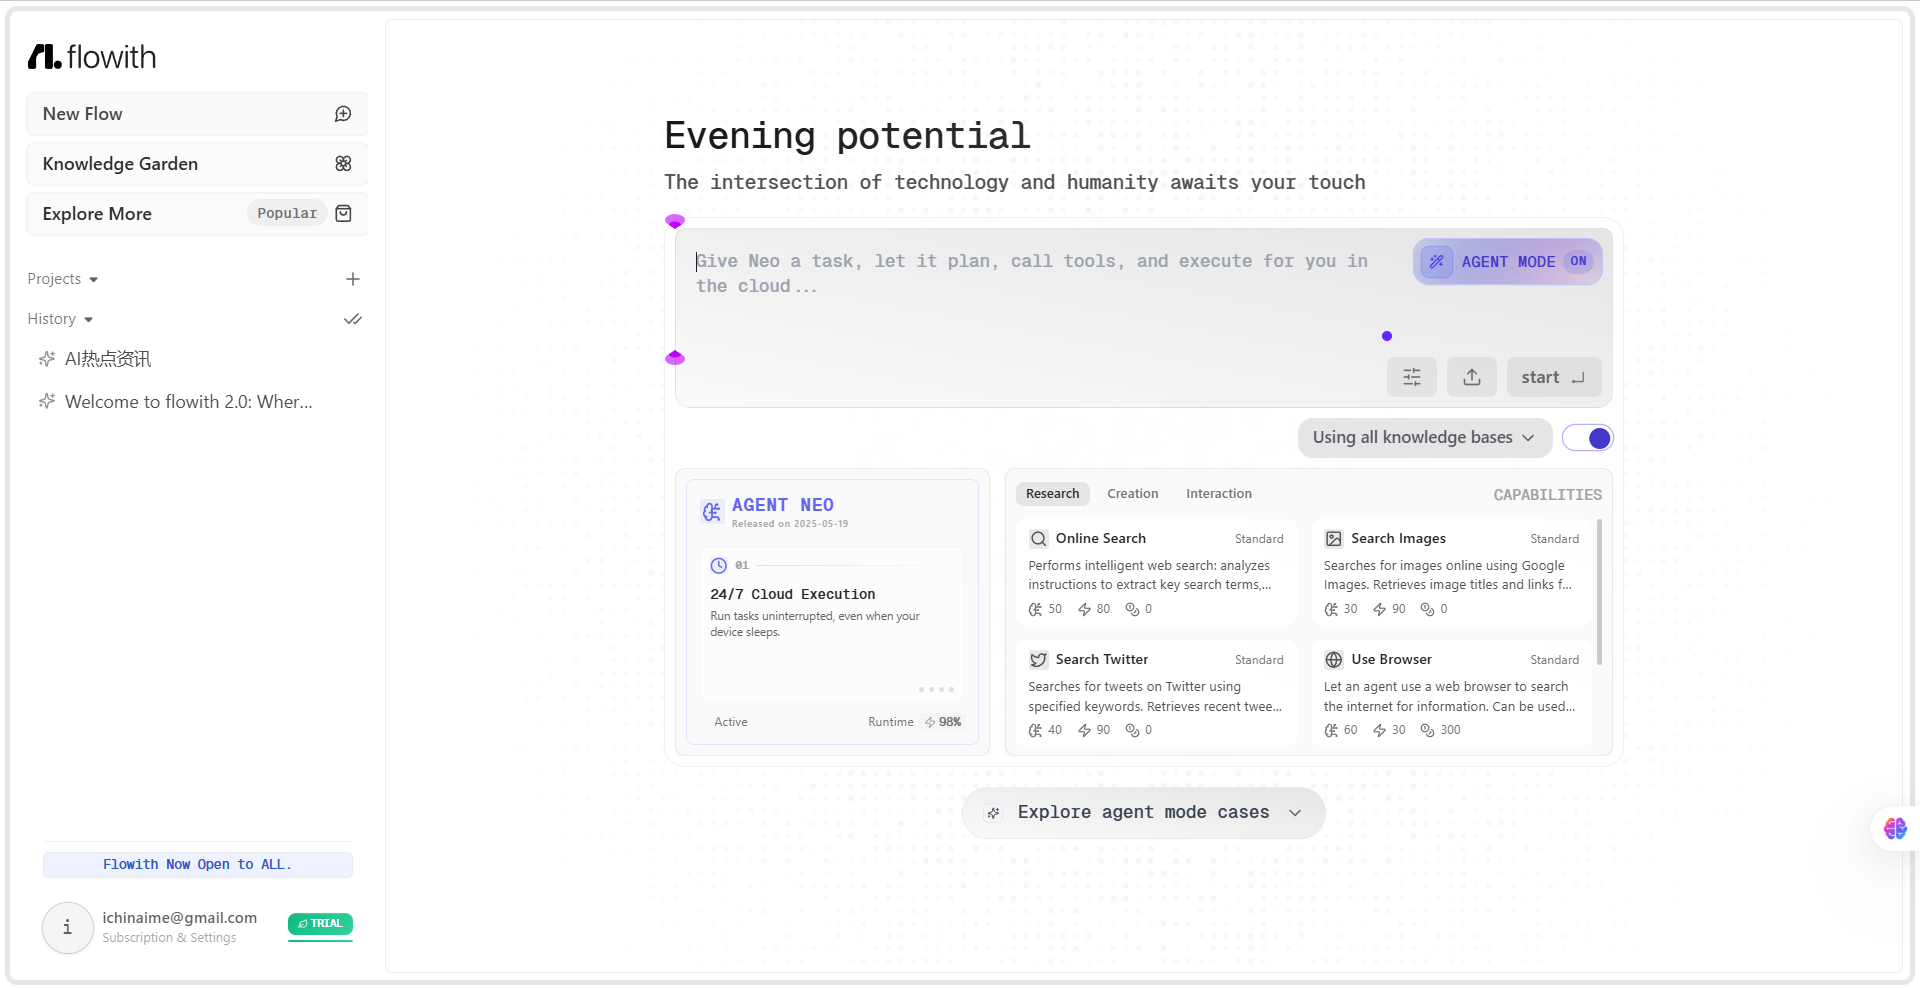 flowith
New Flow
Knowledge Garden
Explore More Popular
Projects
History
AI热点资讯
Welcome to flowith 2.0: Wher...
Flowith Now Open to ALL.
i
ichinaime@gmail.com
Subscription & Settings
TRIAL
Evening potential
The intersection of technology and humanity awaits your touch
Give Neo a task, let it plan, call tools, and execute for you in
the cloud...
AGENT MODE ON
start
Using all knowledge bases
AGENT NEO
Released on 2025-05-19
01
24/7 Cloud Execution
Run tasks uninterrupted, even when your
device sleeps.
Active Runtime 98%
Research Creation Interaction CAPABILITIES
Online Search Standard
Performs intelligent web search: analyzes
instructions to extract key search terms,...
50 80 0
Search Images Standard
Searches for images online using Google
Images. Retrieves image titles and links f...
30 90 0
Search Twitter Standard
Searches for tweets on Twitter using
specified keywords. Retrieves recent twee...
40 90 0
Use Browser Standard
Let an agent use a web browser to search
the internet for information. Can be used...
60 30 300
Explore agent mode cases